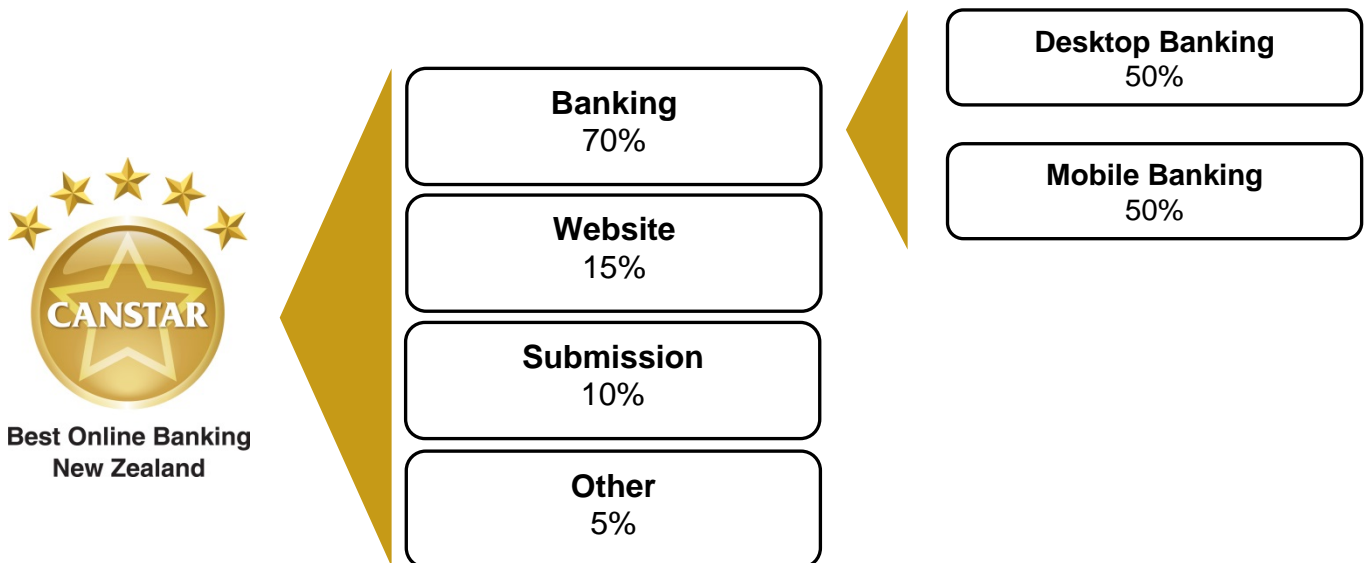 CANSTAR
Best Online Banking
New Zealand
Banking
70%
Website
15%
Submission
10%
Other
5%
Desktop Banking
50%
Mobile Banking
50%